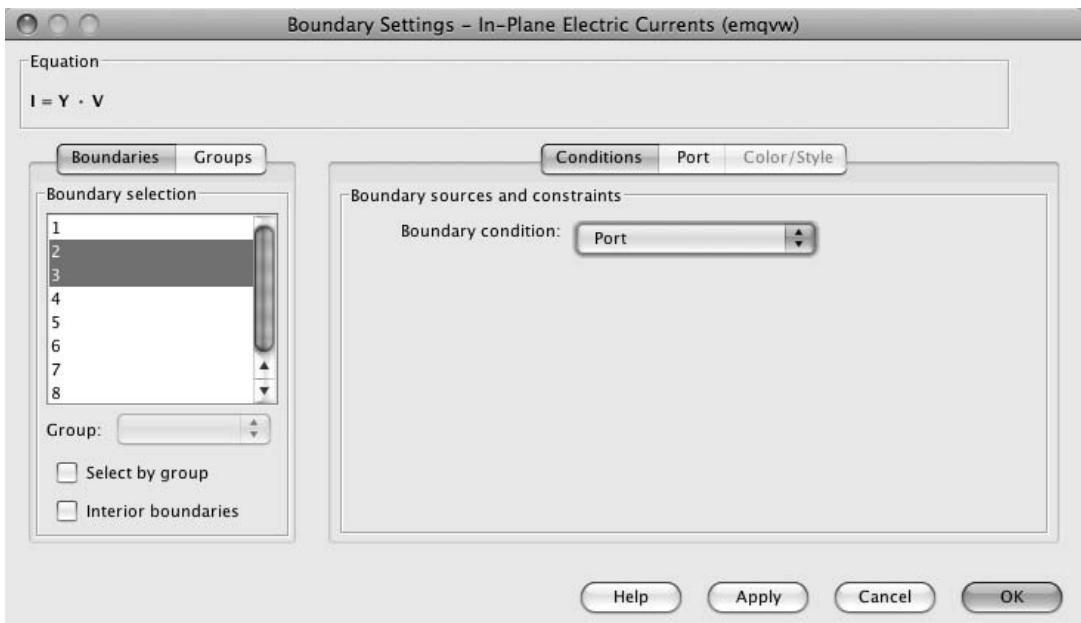 Boundary Settings – In-Plane Electric Currents (emqvw)
Equation
I = Y · V
Boundaries Groups
Conditions Port Color/Style
Boundary selection
1
2
3
4
5
6
7
8
Group:
Select by group
Interior boundaries
Boundary sources and constraints
Boundary condition: Port
Help Apply Cancel OK